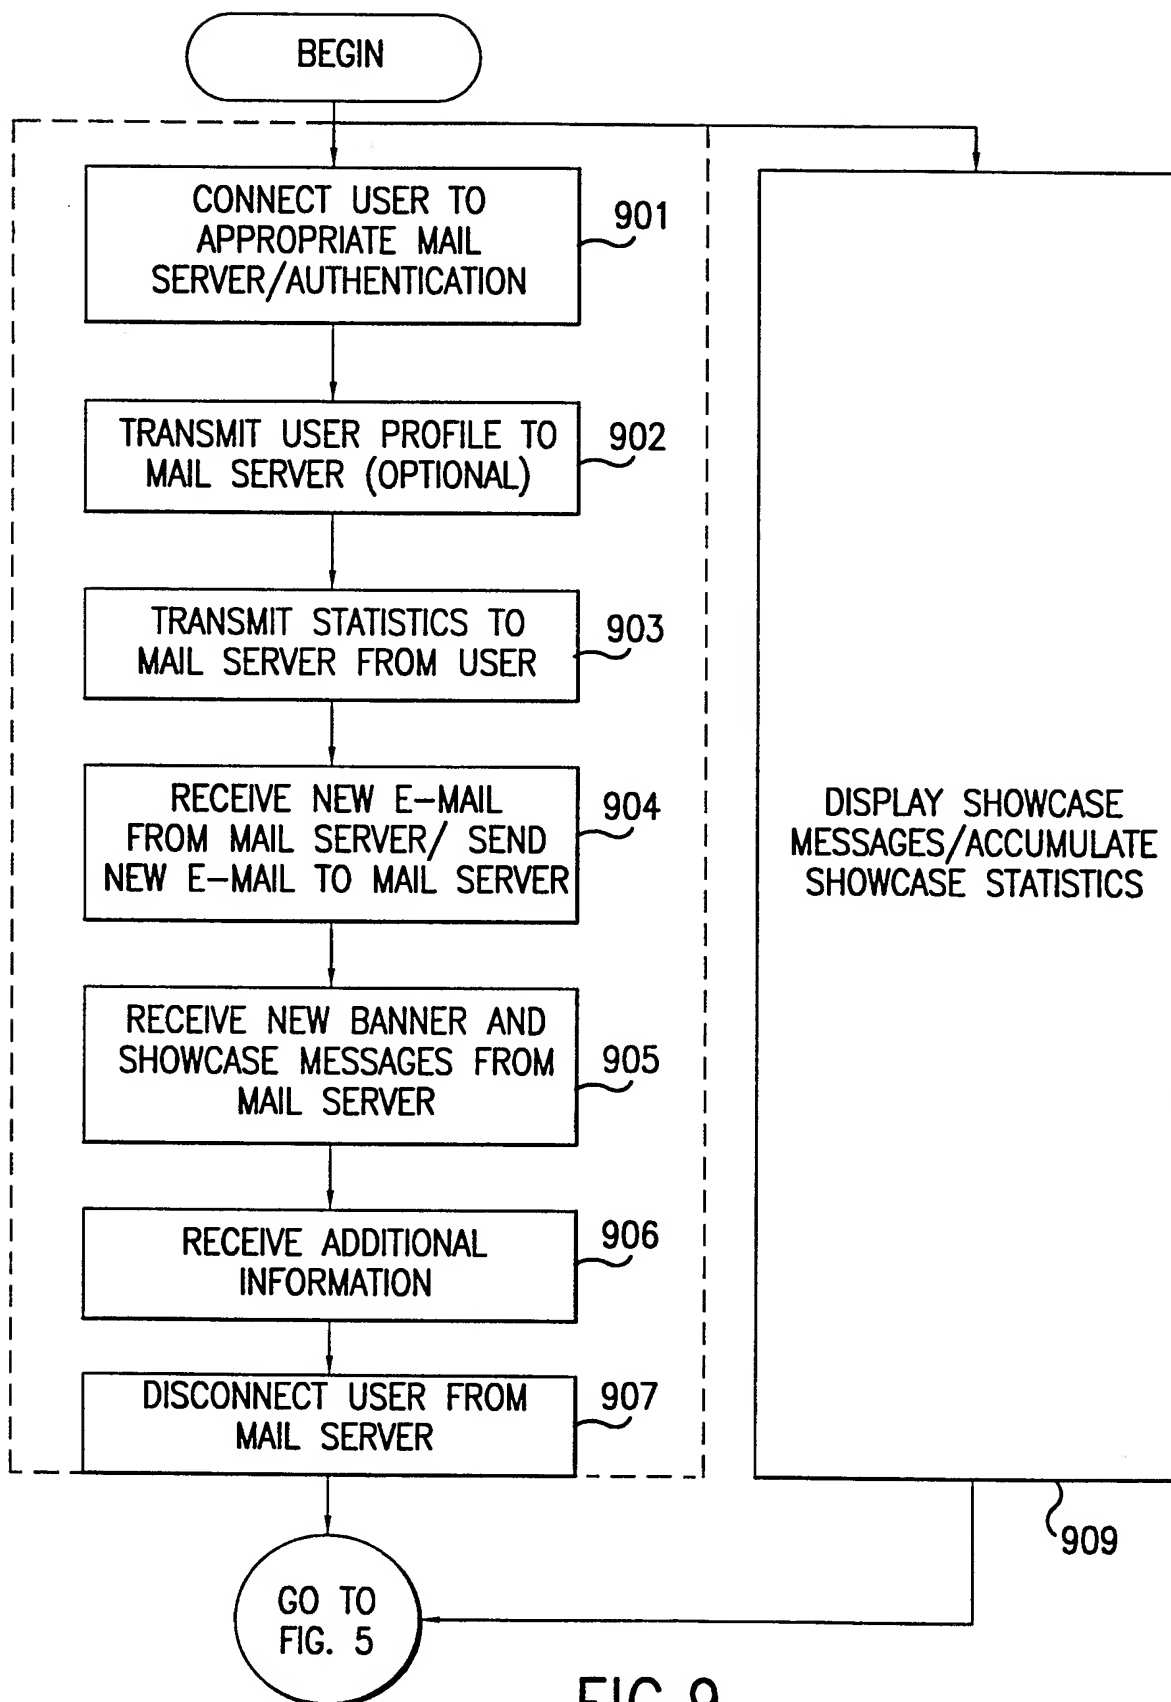 BEGIN
CONNECT USER TO
APPROPRIATE MAIL
SERVER/AUTHENTICATION
901
TRANSMIT USER PROFILE TO
MAIL SERVER (OPTIONAL)
902
TRANSMIT STATISTICS TO
MAIL SERVER FROM USER
903
RECEIVE NEW E-MAIL
FROM MAIL SERVER/ SEND
NEW E-MAIL TO MAIL SERVER
904
RECEIVE NEW BANNER AND
SHOWCASE MESSAGES FROM
MAIL SERVER
905
RECEIVE ADDITIONAL
INFORMATION
906
DISCONNECT USER FROM
MAIL SERVER
907
DISPLAY SHOWCASE
MESSAGES/ACCUMULATE
SHOWCASE STATISTICS
909
GO TO
FIG. 5
FIG. 9